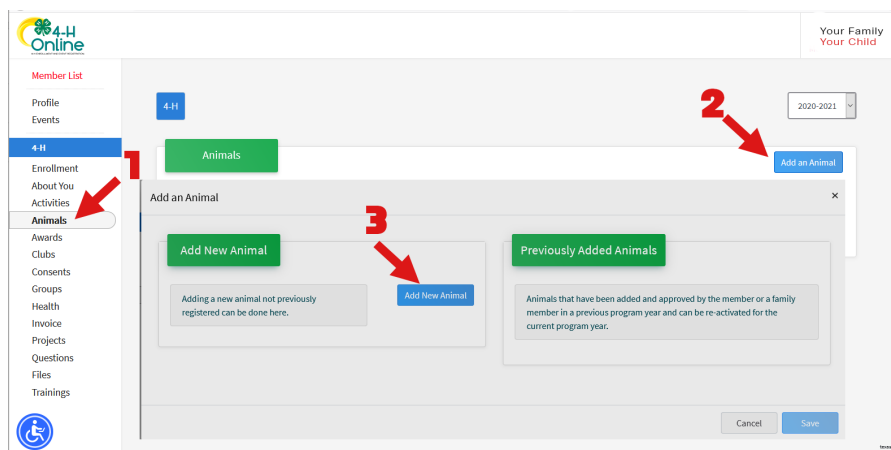 4-H
Online
Your Family
Your Child
Member List
Profile
Events
4-H
Enrollment
About You
Activities
Animals
Awards
Clubs
Consents
Groups
Health
Invoice
Projects
Questions
Files
Trainings
4-H
2020-2021
1
2
3
Animals
Add an Animal
Add an Animal
×
Add New Animal
Adding a new animal not previously
registered can be done here.
Add New Animal
Previously Added Animals
Animals that have been added and approved by the member or a family
member in a previous program year and can be re-activated for the
current program year.
Cancel
Save